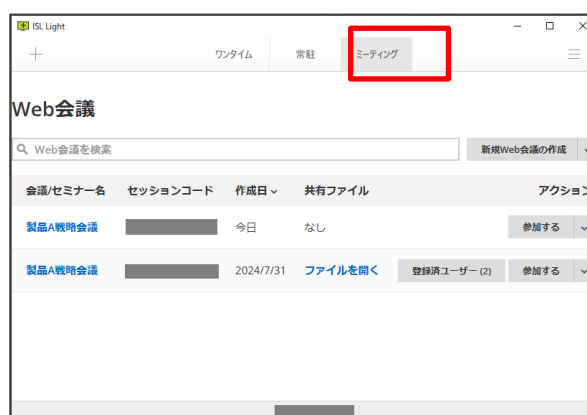 ISL Light
ワンタイム 常駐 ミーティング
Web会議
Web会議を検索 新規Web会議の作成
会議/セミナー名 セッションコード 作成日 共有ファイル アクション
製品A戦略会議 今日 なし 参加する
製品A戦略会議 2024/7/31 ファイルを開く 登録済ユーザー (2) 参加する